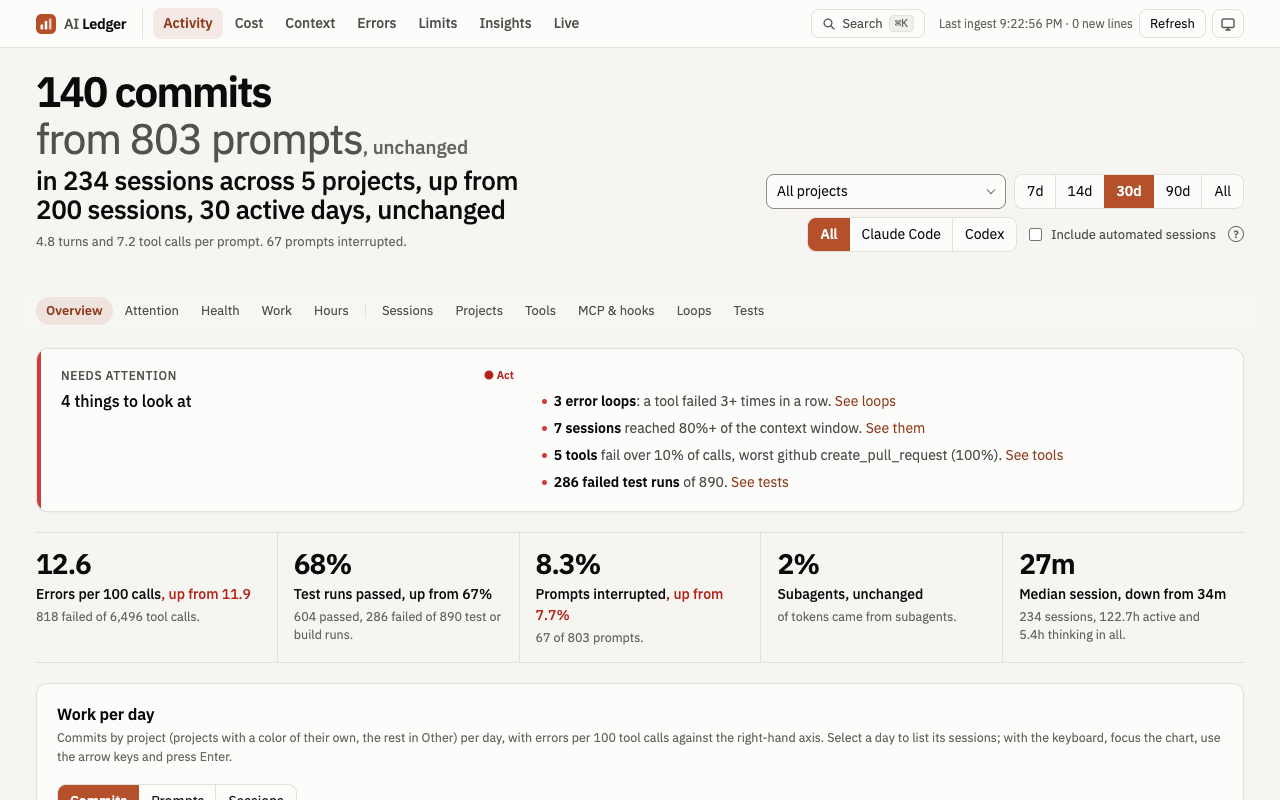 AI Ledger
Activity
Cost
Context
Errors
Limits
Insights
Live
Search ⌘K
Last ingest 9:22:56 PM · 0 new lines
Refresh
140 commits
from 803 prompts, unchanged
in 234 sessions across 5 projects, up from
200 sessions, 30 active days, unchanged
4.8 turns and 7.2 tool calls per prompt. 67 prompts interrupted.
All projects
7d
14d
30d
90d
All
All
Claude Code
Codex
Include automated sessions
?
Overview
Attention
Health
Work
Hours
Sessions
Projects
Tools
MCP & hooks
Loops
Tests
NEEDS ATTENTION
Act
4 things to look at
3 error loops: a tool failed 3+ times in a row. See loops
7 sessions reached 80%+ of the context window. See them
5 tools fail over 10% of calls, worst github create_pull_request (100%). See tools
286 failed test runs of 890. See tests
12.6
Errors per 100 calls, up from 11.9
818 failed of 6,496 tool calls.
68%
Test runs passed, up from 67%
604 passed, 286 failed of 890 test or
build runs.
8.3%
Prompts interrupted, up from
7.7%
67 of 803 prompts.
2%
Subagents, unchanged
of tokens came from subagents.
27m
Median session, down from 34m
234 sessions, 122.7h active and
5.4h thinking in all.
Work per day
Commits by project (projects with a color of their own, the rest in Other) per day, with errors per 100 tool calls against the right-hand axis. Select a day to list its sessions; with the keyboard, focus the chart, use
the arrow keys and press Enter.
Commits
Prompts
Sessions